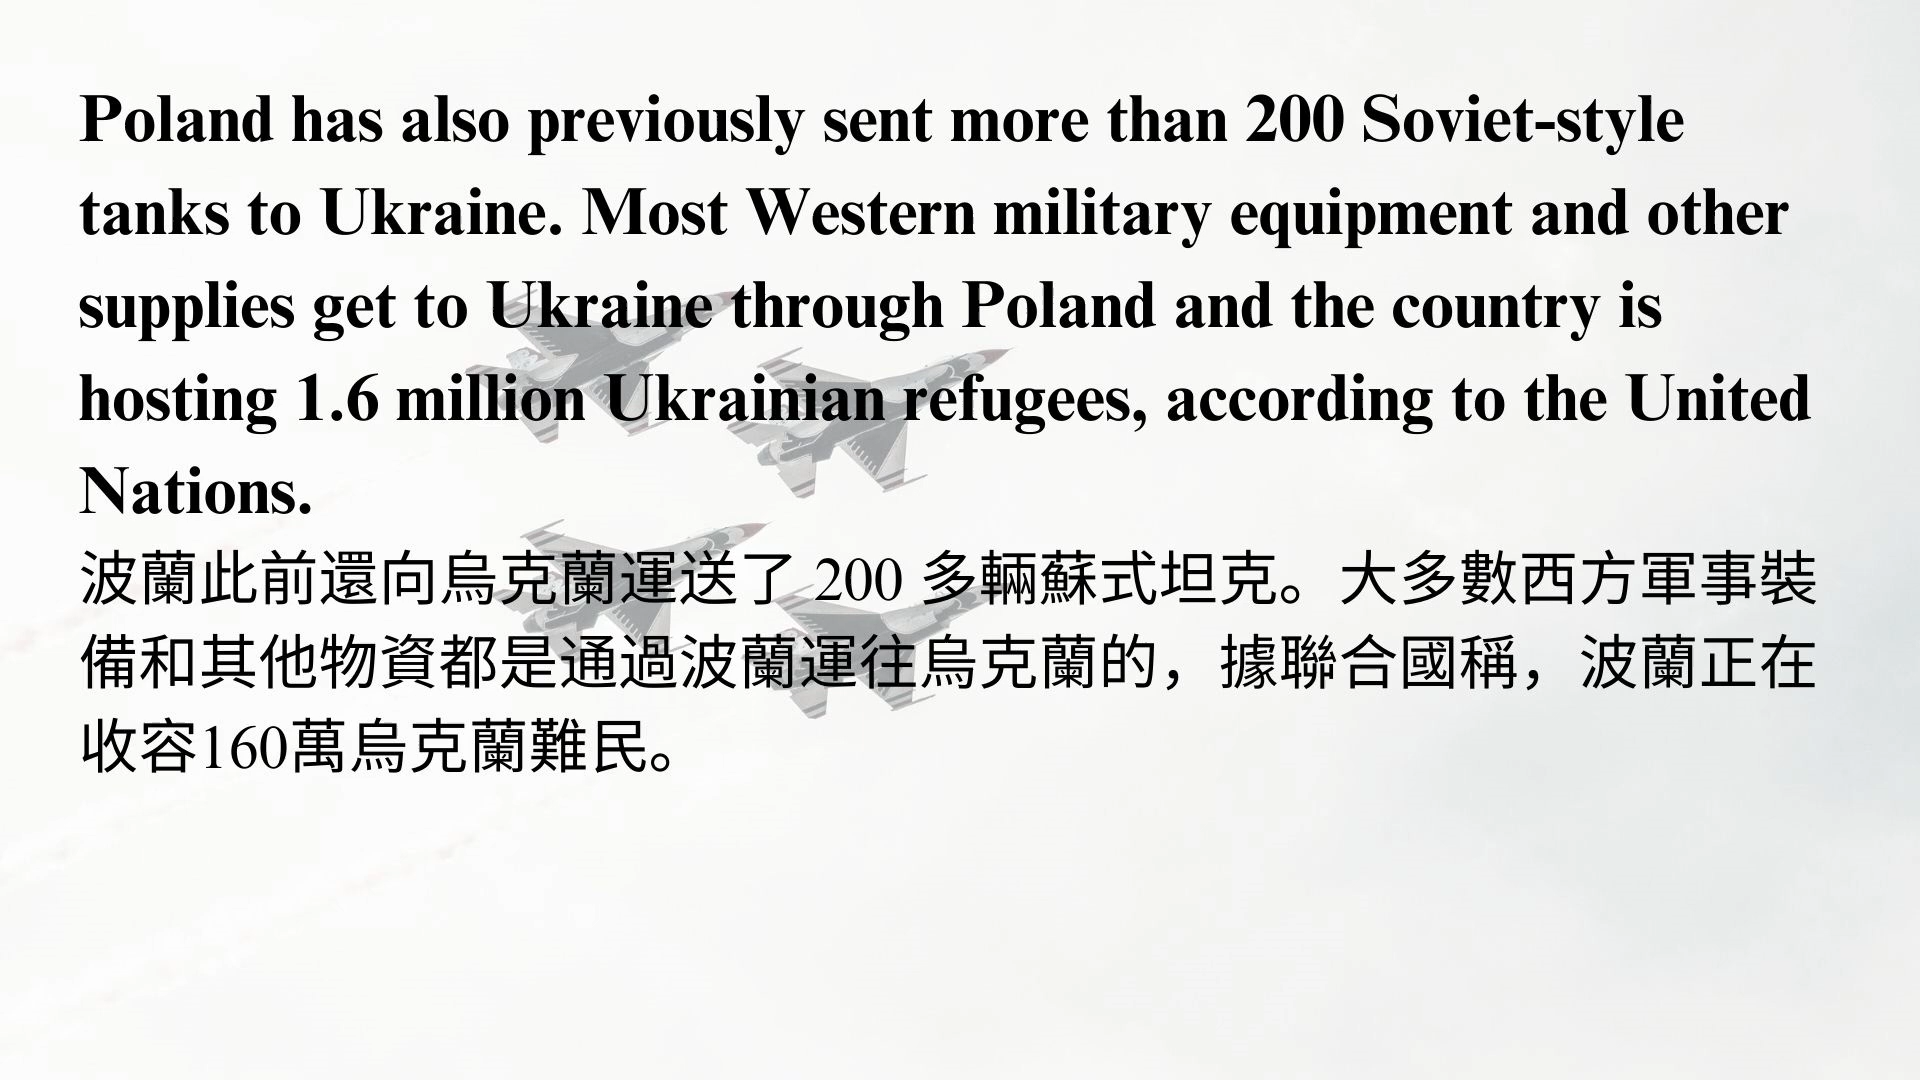 Poland has also previously sent more than 200 Soviet-style
tanks to Ukraine. Most Western military equipment and other
supplies get to Ukraine through Poland and the country is
hosting 1.6 million Ukrainian refugees, according to the United
Nations.
波蘭此前還向烏克蘭運送了 200 多輛蘇式坦克。大多數西方軍事裝
備和其他物資都是通過波蘭運往烏克蘭的，據聯合國稱，波蘭正在
收容160萬烏克蘭難民。